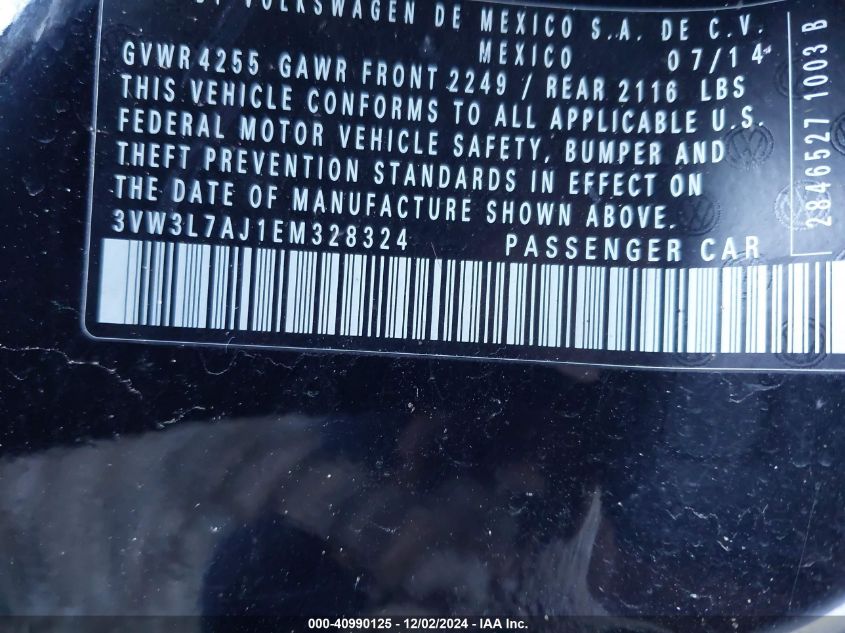 VOLKSWAGEN DE MEXICO S.A. DE C.V.
MEXICO 07/14
GVWR 4255 GAWR FRONT 2249 / REAR 2116 LBS
THIS VEHICLE CONFORMS TO ALL APPLICABLE U.S.
FEDERAL MOTOR VEHICLE SAFETY, BUMPER AND
THEFT PREVENTION STANDARDS IN EFFECT ON
THE DATE OF MANUFACTURE SHOWN ABOVE.
3VW3L7AJ1EM328324 PASSENGER CAR
2846527 1003 B
000-40990125 - 12/02/2024 - IAA Inc.